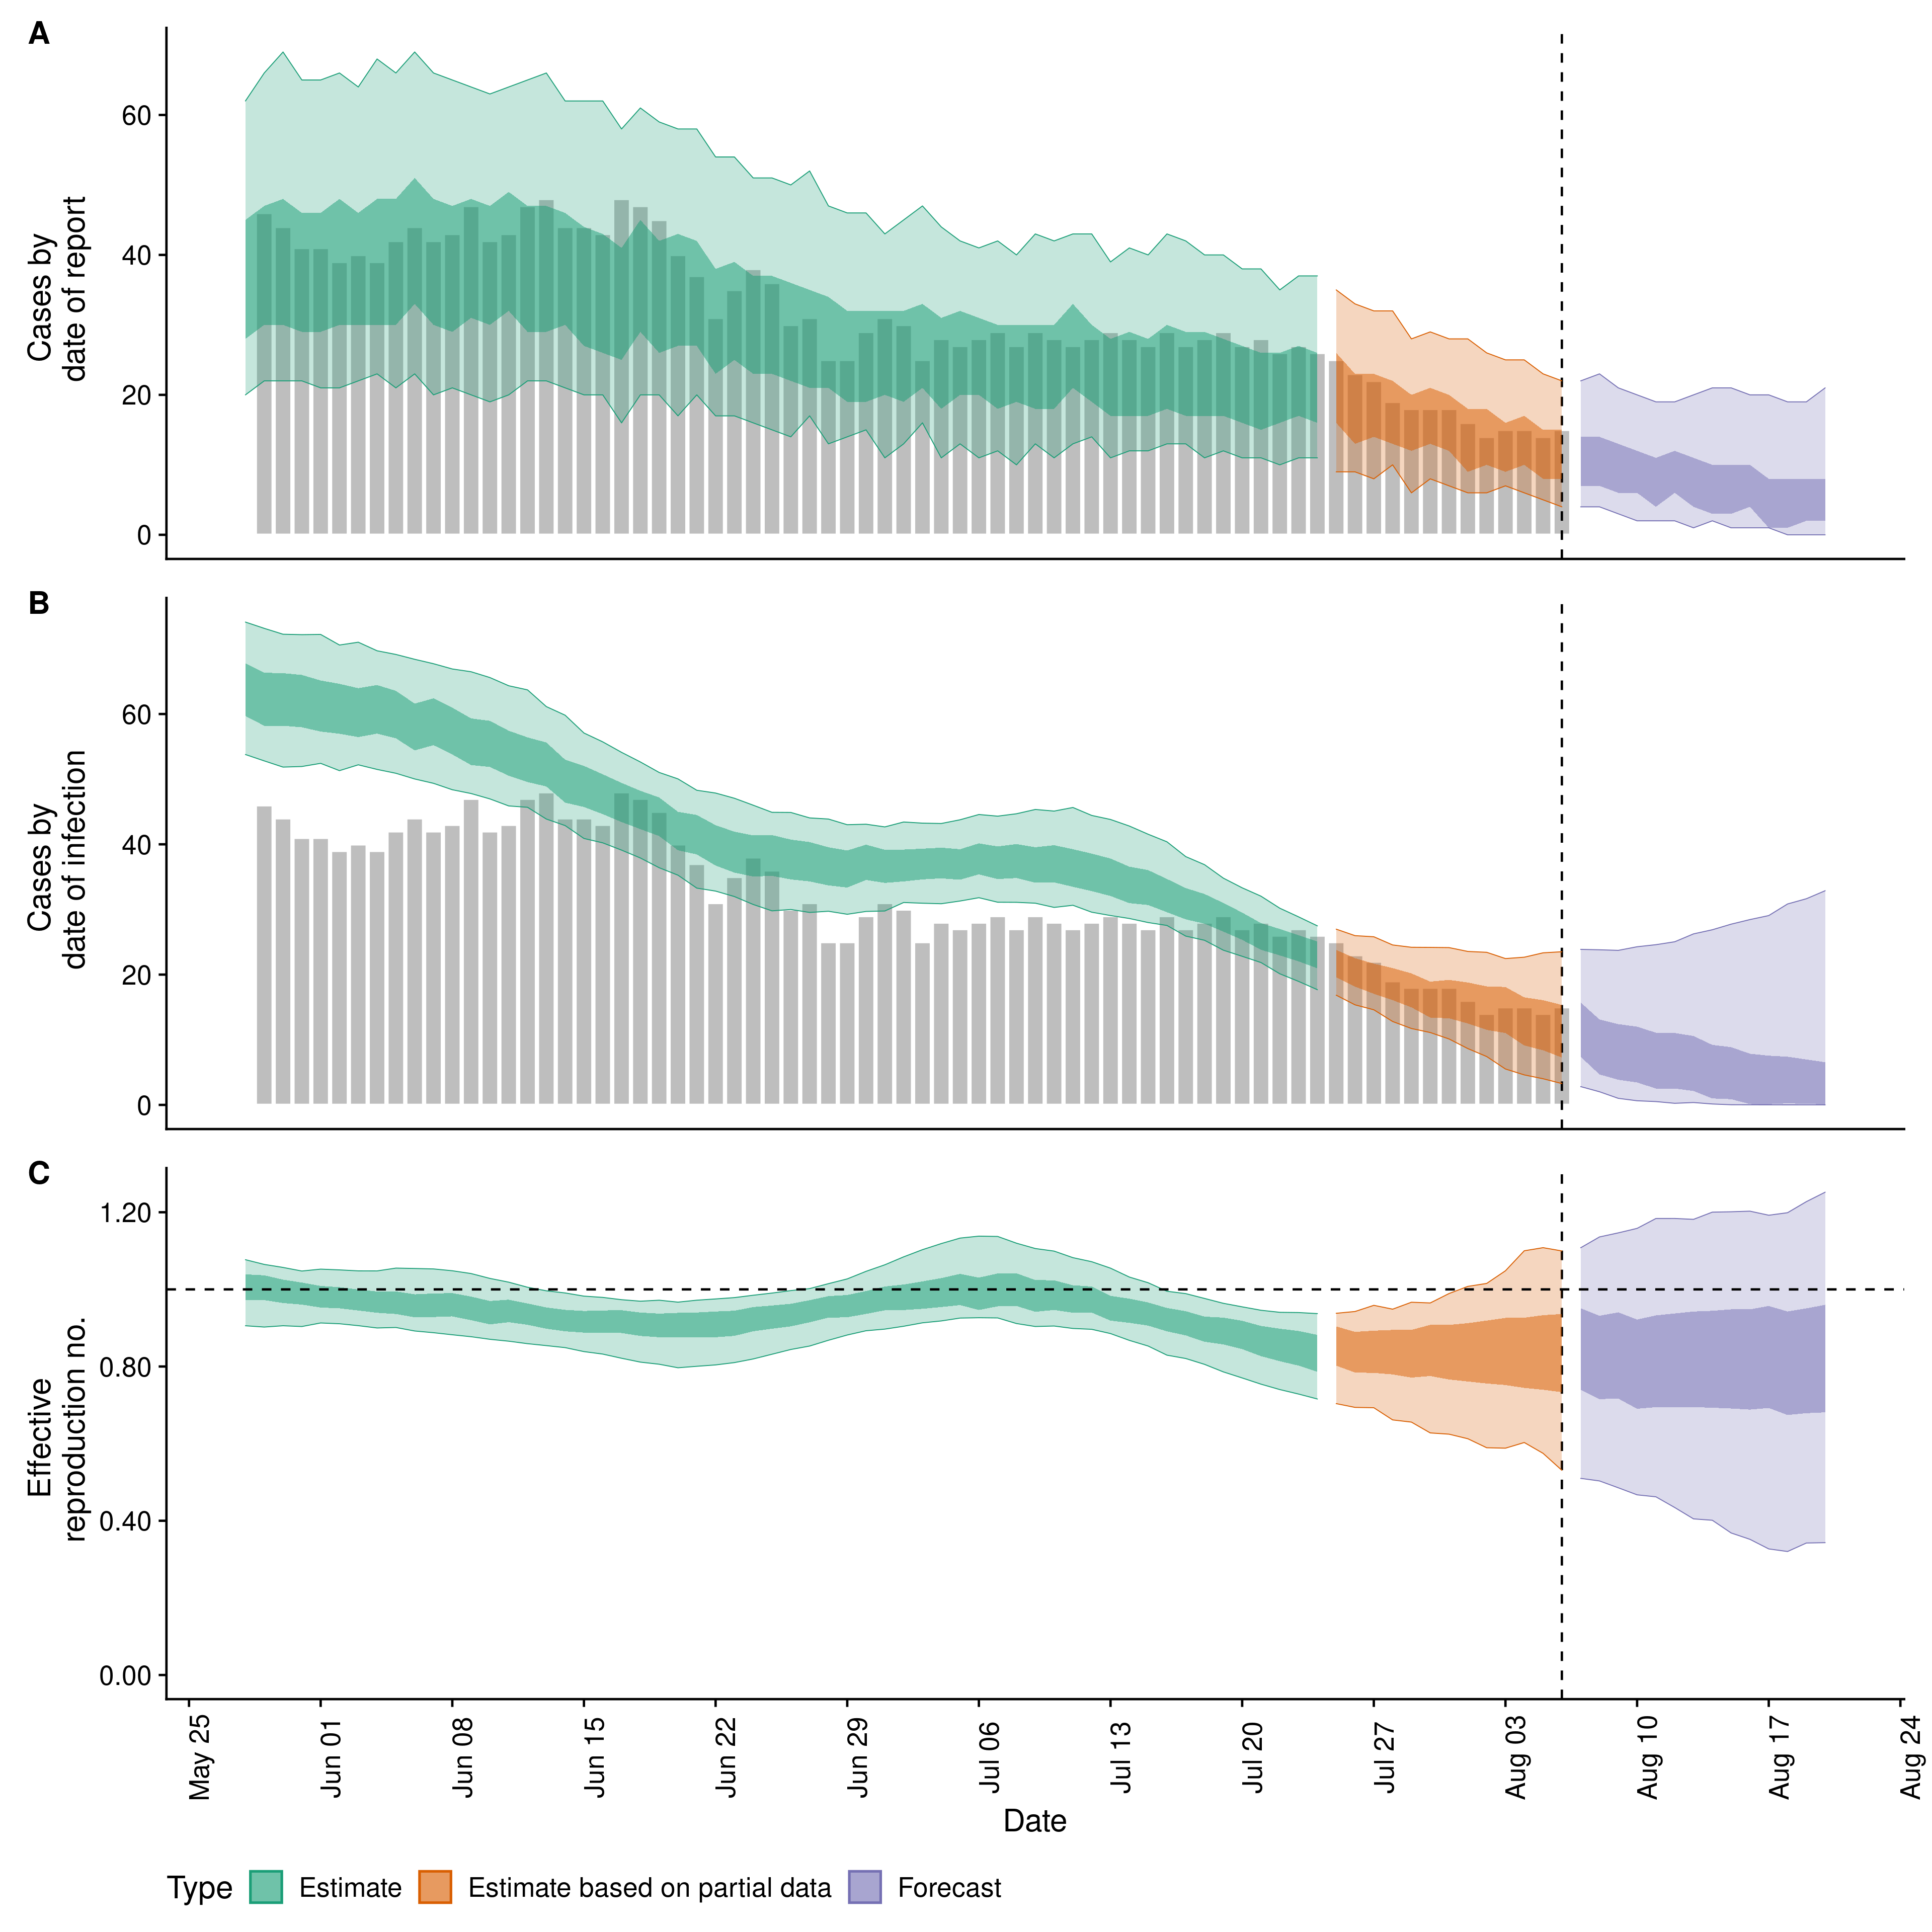 A
Cases by
date of report
60
40
20
0
B
Cases by
date of infection
60
40
20
0
C
Effective
reproduction no.
1.20
0.80
0.40
0.00
May 25
Jun 01
Jun 08
Jun 15
Jun 22
Jun 29
Jul 06
Jul 13
Jul 20
Jul 27
Aug 03
Aug 10
Aug 17
Aug 24
Date
Type Estimate Estimate based on partial data Forecast